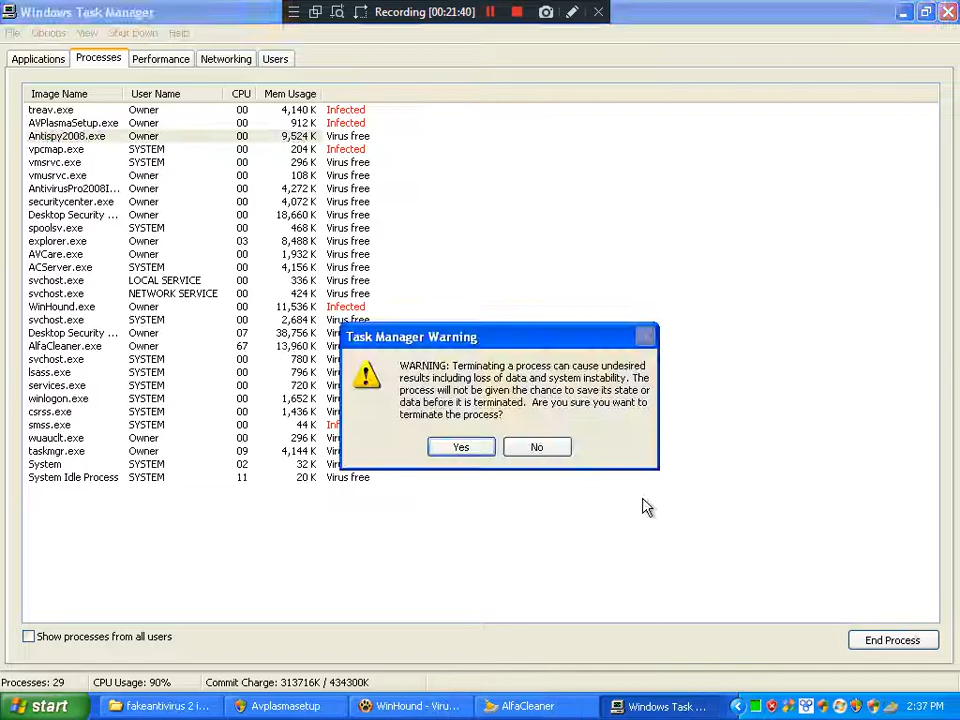 Windows Task Manager
Recording [00:21:40]
File Options View Shut Down Help
Applications Processes Performance Networking Users
Image Name User Name CPU Mem Usage
treav.exe Owner 00 4,140 K Infected
AVPlasmaSetup.exe Owner 00 912 K Infected
Antispy2008.exe Owner 00 9,524 K Virus free
vpcmap.exe SYSTEM 00 204 K Infected
vmsrvc.exe SYSTEM 00 296 K Virus free
vmusrvc.exe Owner 00 108 K Virus free
AntivirusPro2008I... Owner 00 4,272 K Virus free
securitycenter.exe Owner 00 4,072 K Virus free
Desktop Security ... Owner 00 18,660 K Virus free
spoolsv.exe SYSTEM 00 468 K Virus free
explorer.exe Owner 03 8,488 K Virus free
AVCare.exe Owner 00 1,932 K Virus free
ACServer.exe SYSTEM 00 4,156 K Virus free
svchost.exe LOCAL SERVICE 00 336 K Virus free
svchost.exe NETWORK SERVICE 00 424 K Virus free
WinHound.exe Owner 00 11,536 K Infected
svchost.exe SYSTEM 00 2,684 K Virus free
Desktop Security ... Owner 07 38,756 K
AlfaCleaner.exe Owner 67 13,960 K
svchost.exe SYSTEM 00 780 K
lsass.exe SYSTEM 00 796 K
services.exe SYSTEM 00 720 K
winlogon.exe SYSTEM 00 1,652 K
csrss.exe SYSTEM 00 1,436 K
smss.exe SYSTEM 00 44 K
wuauclt.exe Owner 00 296 K
taskmgr.exe Owner 09 4,144 K
System SYSTEM 02 32 K
System Idle Process SYSTEM 11 20 K Virus free
Task Manager Warning
WARNING: Terminating a process can cause undesired
results including loss of data and system instability. The
process will not be given the chance to save its state or
data before it is terminated. Are you sure you want to
terminate the process?
Yes No
Show processes from all users
End Process
Processes: 29 CPU Usage: 90% Commit Charge: 313716K / 434300K
start fakeantivirus 2 i... Avplasmasetup WinHound - Viru... AlfaCleaner Windows Task ... 2:37 PM